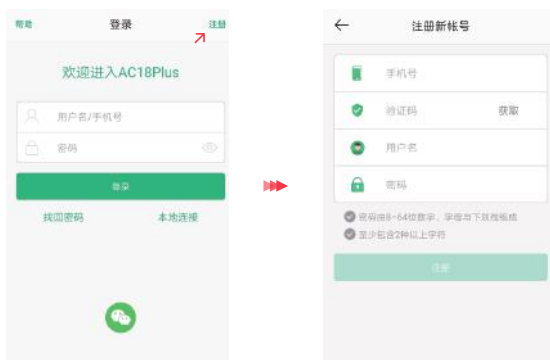 帮助 登录 注册
欢迎进入AC18Plus
用户名/手机号
密码
登录
找回密码 本地连接
注册新帐号
手机号
验证码 获取
用户名
密码
密码由8-64位数字，字母与下划线组成
至少包含2种以上字符
注册